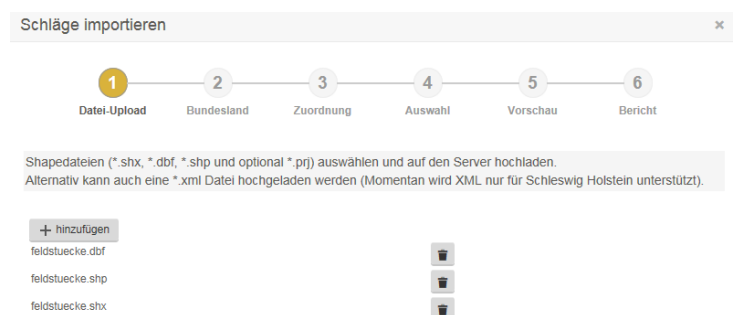 Schläge importieren ×
1 2 3 4 5 6
Datei-Upload Bundesland Zuordnung Auswahl Vorschau Bericht
Shapedateien (*.shx, *.dbf, *.shp und optional *.prj) auswählen und auf den Server hochladen.
Alternativ kann auch eine *.xml Datei hochgeladen werden (Momentan wird XML nur für Schleswig Holstein unterstützt).
+ hinzufügen
feldstuecke.dbf
feldstuecke.shp
feldstuecke.shx